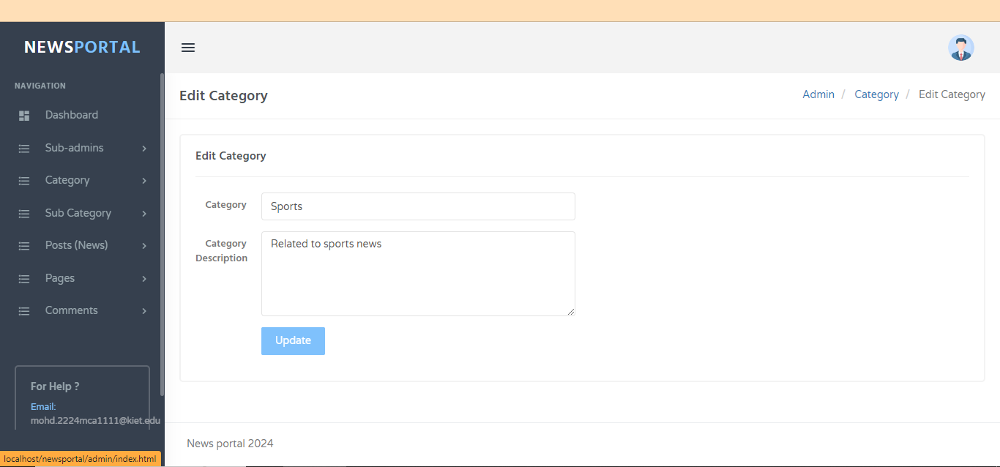 NEWSPORTAL
NAVIGATION
Dashboard
Sub-admins
Category
Sub Category
Posts (News)
Pages
Comments
For Help ?
Email:
mohd.2224mca1111@kiet.edu
localhost/newsportal/admin/index.html
Edit Category
Admin / Category / Edit Category
Edit Category
Category
Sports
Category
Description
Related to sports news
Update
News portal 2024